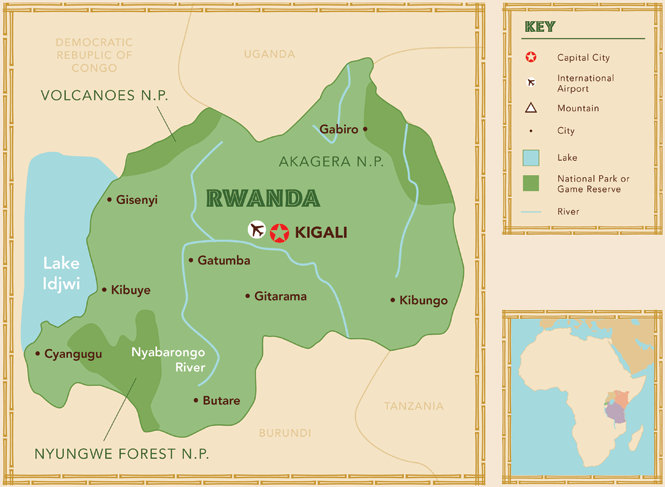 DEMOCRATIC
REBUPLIC OF
CONGO
UGANDA
VOLCANOES N.P.
Gabiro
AKAGERA N.P.
Gisenyi
RWANDA
KIGALI
Lake
Idjwi
Gatumba
Kibuye
Gitarama
Kibungo
Cyangugu
Nyabarongo
River
Butare
TANZANIA
BURUNDI
NYUNGWE FOREST N.P.
KEY
Capital City
International
Airport
Mountain
City
Lake
National Park or
Game Reserve
River